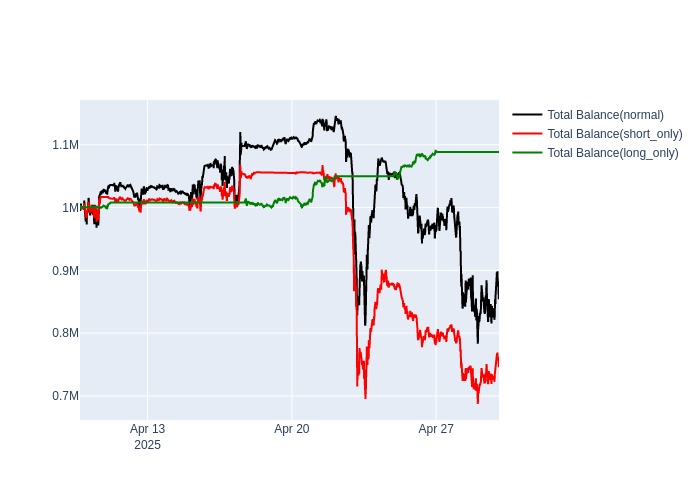 Total Balance(normal)
Total Balance(short_only)
Total Balance(long_only)
1.1M
1M
0.9M
0.8M
0.7M
Apr 13
2025
Apr 20
Apr 27